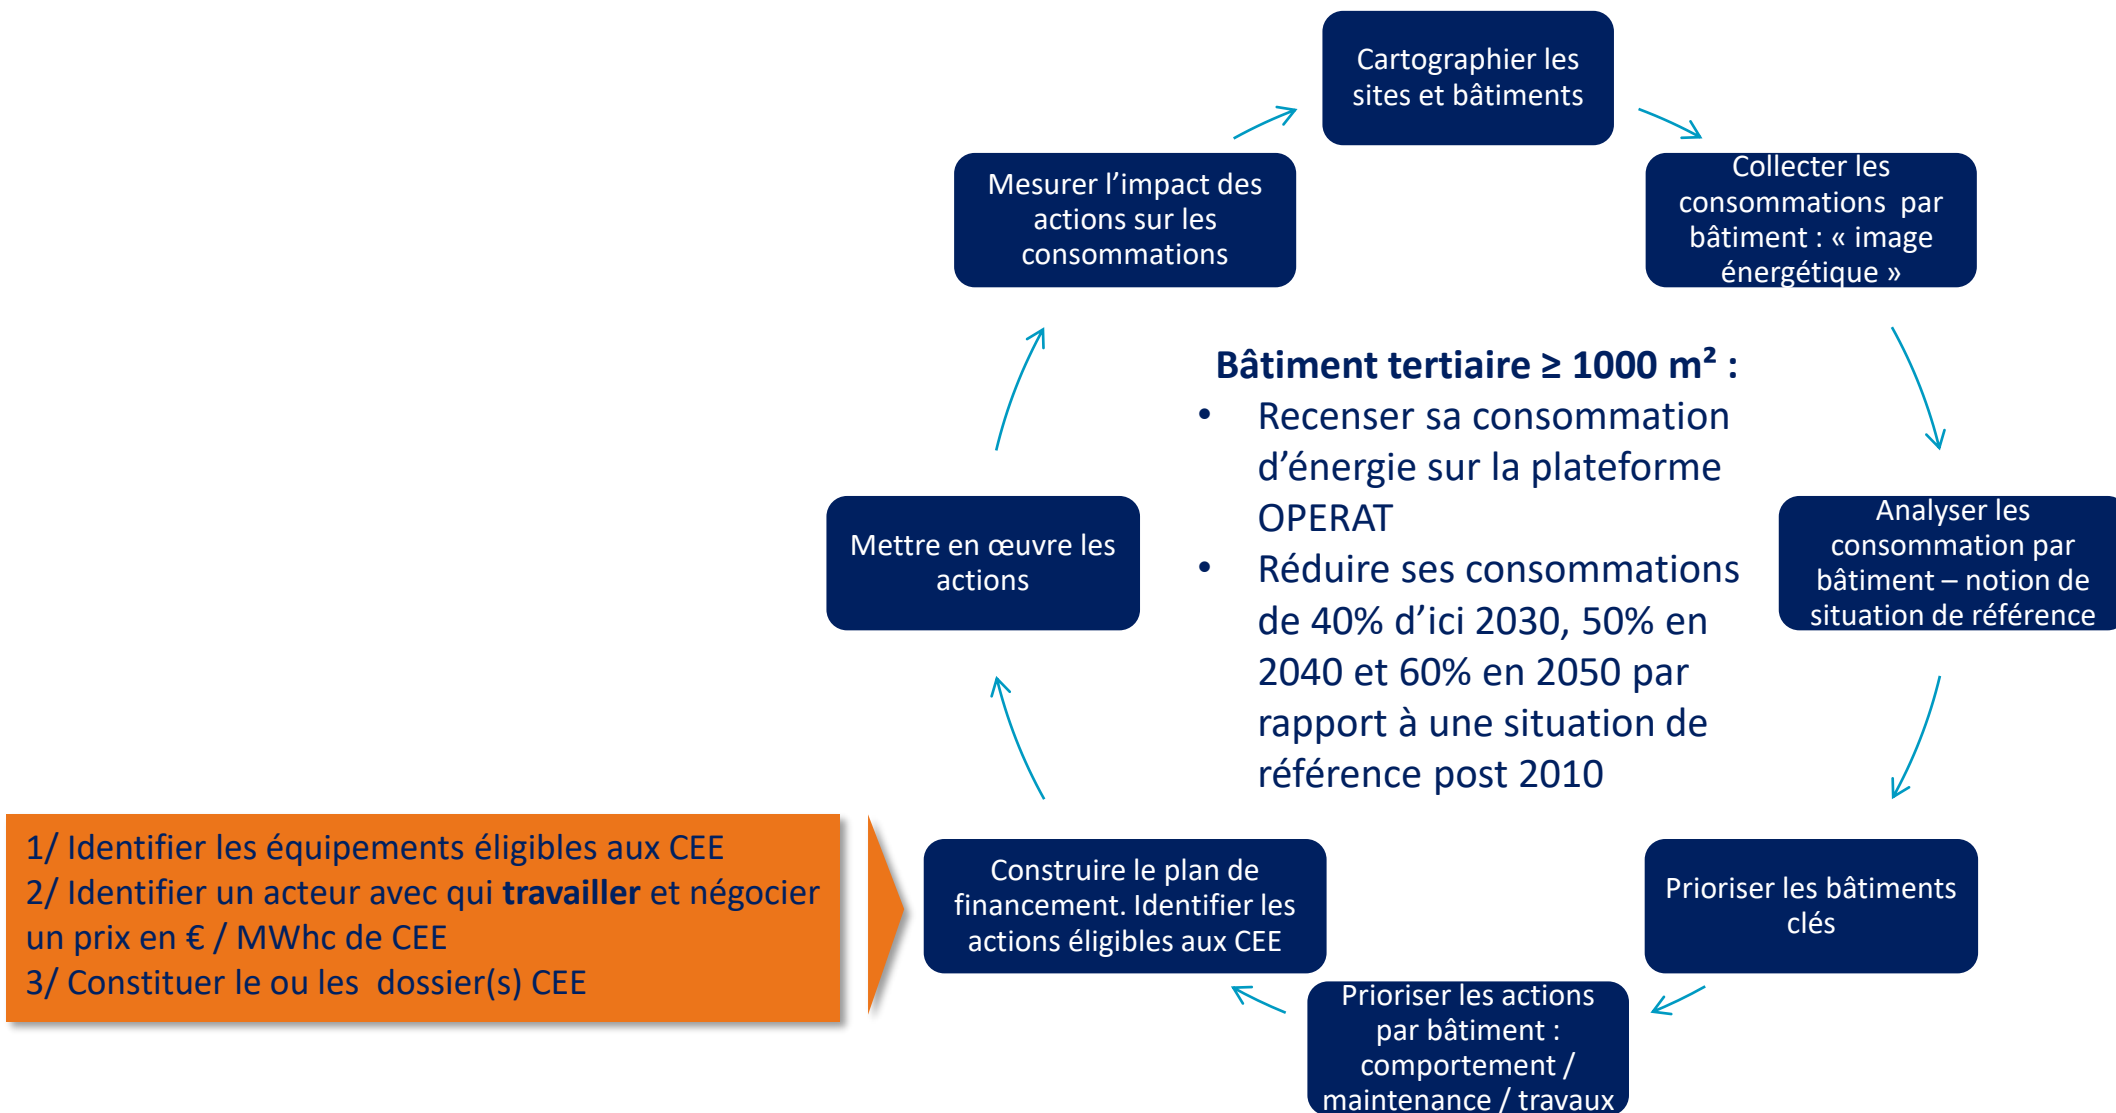 Cartographier les
sites et bâtiments
Collecter les
consommations  par
bâtiment : « image
énergétique »
Analyser les
consommation par
bâtiment – notion de
situation de référence
Prioriser les bâtiments
clés
Prioriser les actions
par bâtiment :
comportement /
maintenance / travaux
Construire le plan de
financement. Identifier les
actions éligibles aux CEE
Mettre en œuvre les
actions
Mesurer l’impact des
actions sur les
consommations
Bâtiment tertiaire ≥ 1000 m² :
• Recenser sa consommation
d’énergie sur la plateforme
OPERAT
• Réduire ses consommations
de 40% d’ici 2030, 50% en
2040 et 60% en 2050 par
rapport à une situation de
référence post 2010
1/ Identifier les équipements éligibles aux CEE
2/ Identifier un acteur avec qui travailler et négocier
un prix en € / MWhc de CEE
3/ Constituer le ou les  dossier(s) CEE